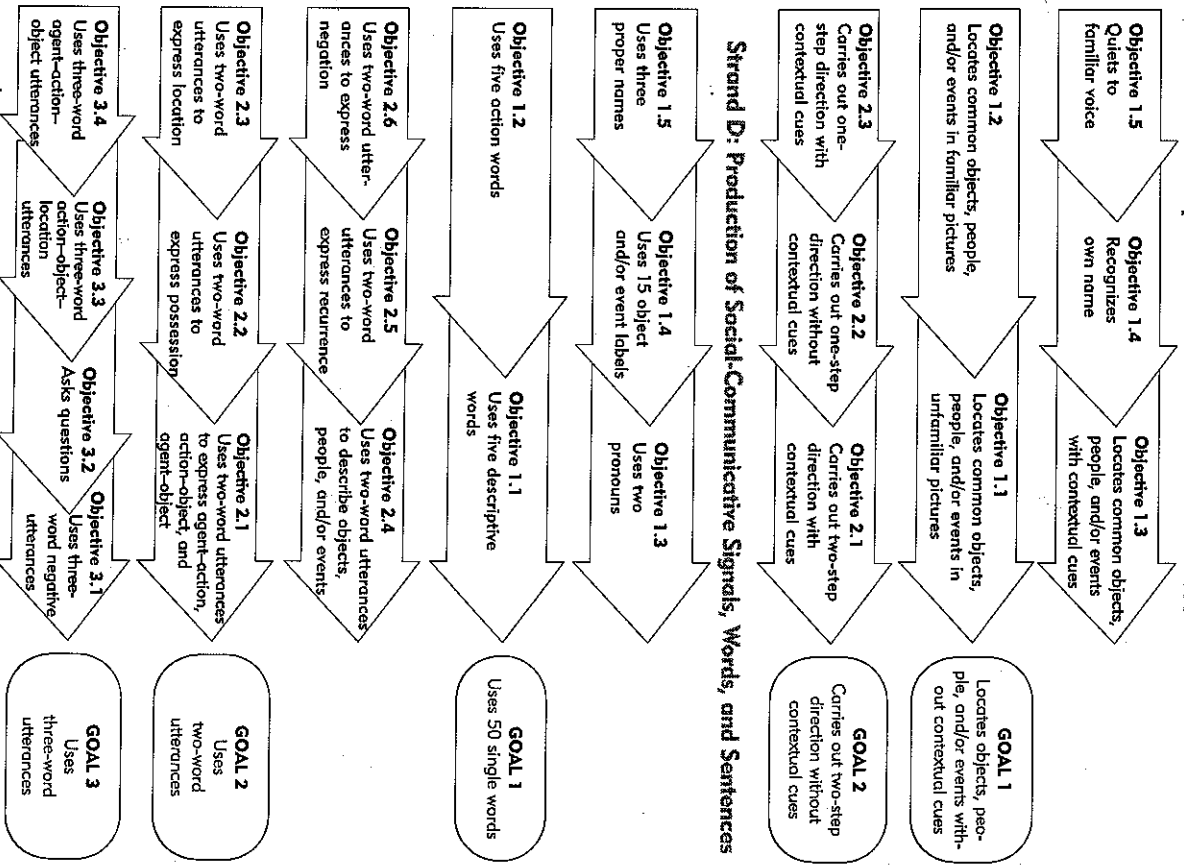 Objective 1.5
Quiets to
familiar voice
Objective 1.4
Recognizes
own name
Objective 1.3
Locates common objects,
people, and/or events
with contextual cues
Objective 1.2
Locates common objects, people,
and/or events in familiar pictures
Objective 1.1
Locates common objects,
people, and/or events in
unfamiliar pictures
GOAL 1
Locates objects, peo-
ple, and/or events with-
out contextual cues
Objective 2.3
Carries out one-
step direction with
contextual cues
Objective 2.2
Carries out one-step
direction without
contextual cues
Objective 2.1
Carries out two-step
direction with
contextual cues
GOAL 2
Carries out two-step
direction without
contextual cues
Strand D: Production of Social-Communicative Signals, Words, and Sentences
Objective 1.5
Uses three
proper names
Objective 1.4
Uses 15 object
and/or event labels
Objective 1.3
Uses two
pronouns
Objective 1.2
Uses five action words
Objective 1.1
Uses five descriptive
words
GOAL 1
Uses 50 single words
Objective 2.6
Uses two-word utter-
ances to express
negation
Objective 2.5
Uses two-word
utterances to
express recurrence
Objective 2.4
Uses two-word utterances
to describe objects,
people, and/or events
Objective 2.3
Uses two-word
utterances to
express location
Objective 2.2
Uses two-word
utterances to
express possession
Objective 2.1
Uses two-word utterances
to express agent–action,
action–object, and
agent–object
GOAL 2
Uses
two-word
utterances
Objective 3.4
Uses three-word
agent–action–
object utterances
Objective 3.3
Uses three-word
action–object–
location
utterances
Objective 3.2
Asks questions
Objective 3.1
Uses three-
word negative
utterances
GOAL 3
Uses
three-word
utterances